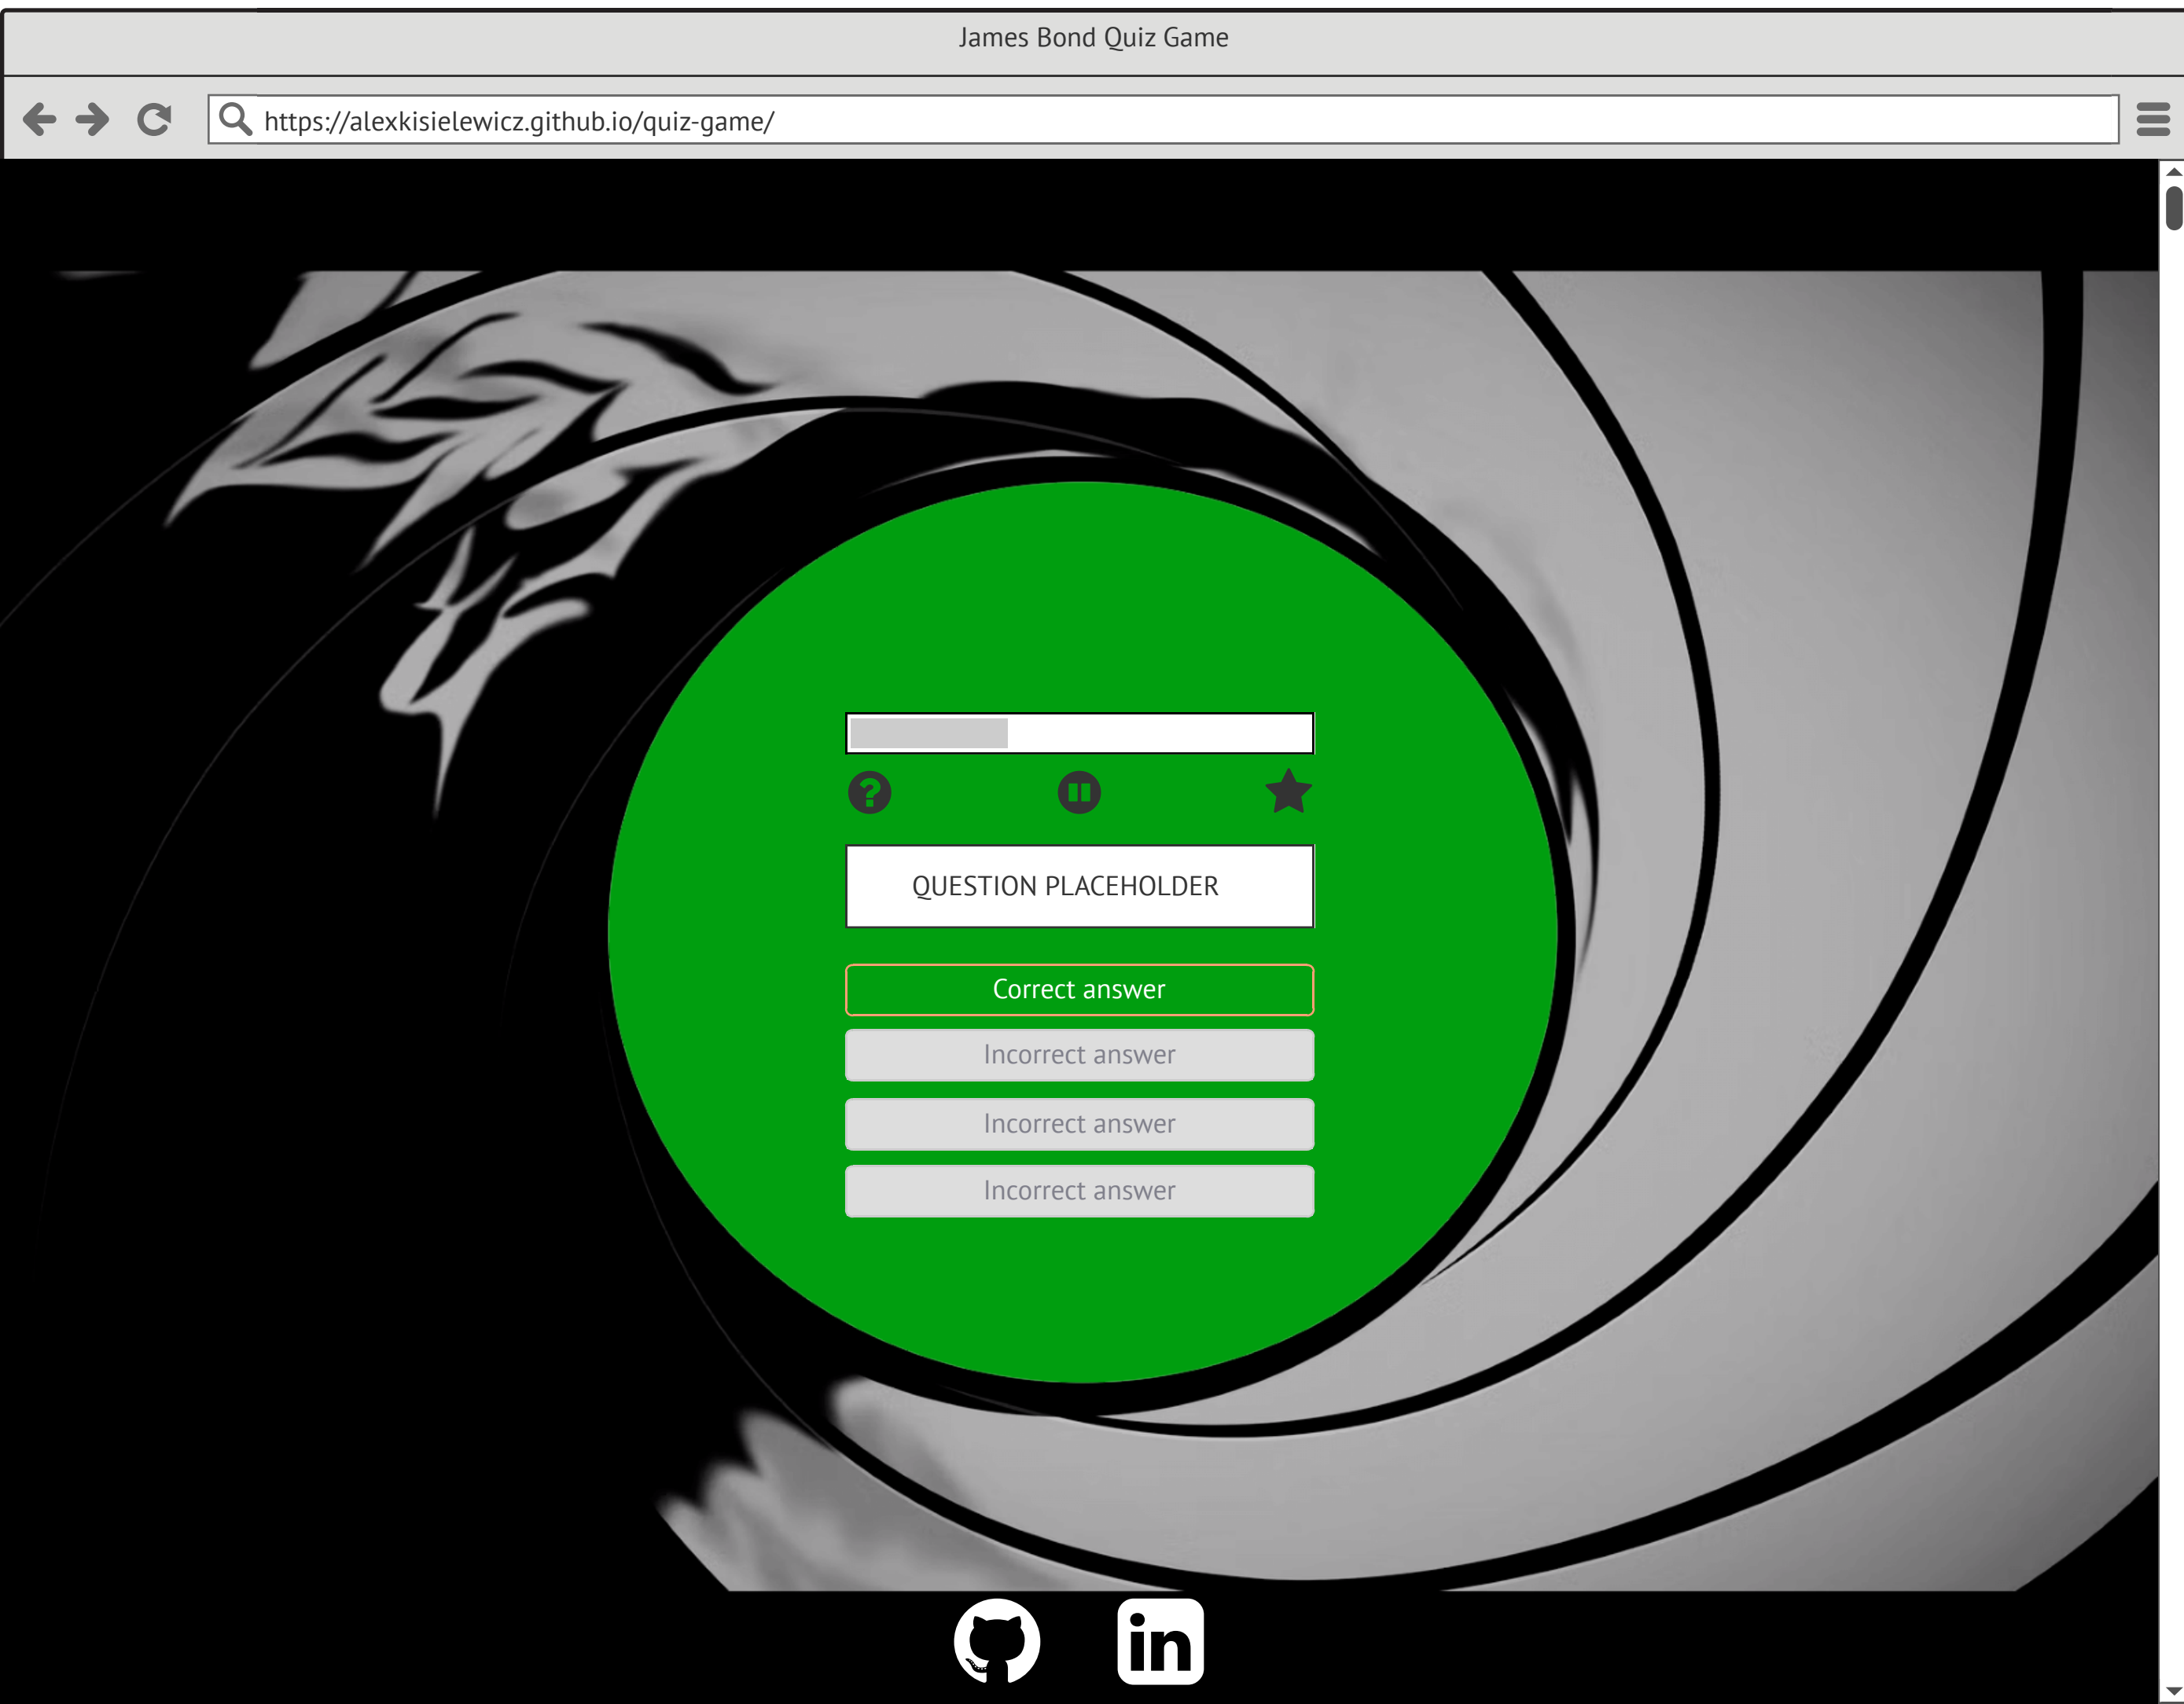 James Bond Quiz Game
https://alexkisielewicz.github.io/quiz-game/
?
QUESTION PLACEHOLDER
Correct answer
Incorrect answer
Incorrect answer
Incorrect answer
in